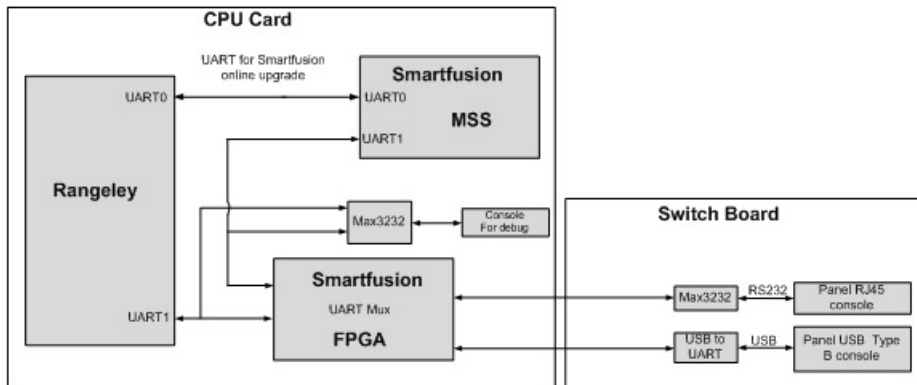 CPU Card
UART for Smartfusion
online upgrade
Smartfusion
UART0
UART0
MSS
UART1
Rangeley
Max3232
Console
For debug
Switch Board
Smartfusion
UART Mux
UART1
FPGA
Max3232
RS232
Panel RJ45
console
USB to
UART
USB
Panel USB Type
B console